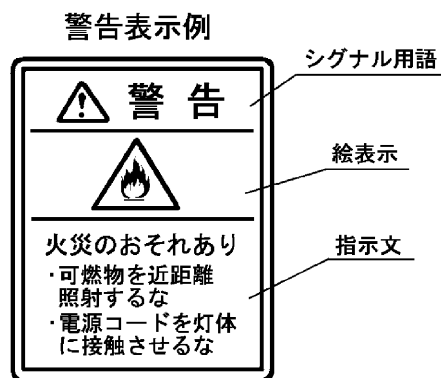 警告表示例
警告
シグナル用語
絵表示
火災のおそれあり
・可燃物を近距離
照射するな
・電源コードを灯体
に接触させるな
指示文